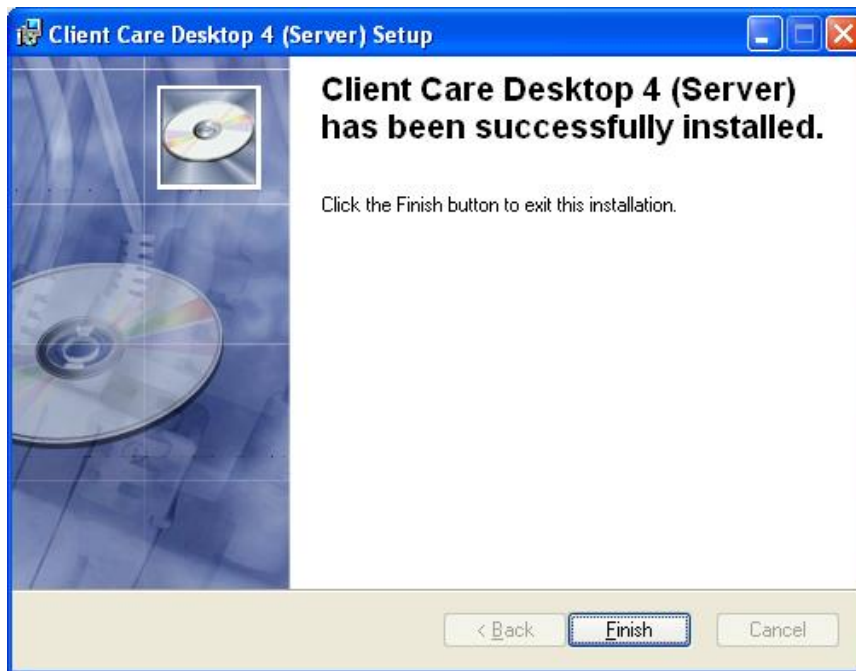 Client Care Desktop 4 (Server) Setup
Client Care Desktop 4 (Server)
has been successfully installed.
Click the Finish button to exit this installation.
< Back Finish Cancel